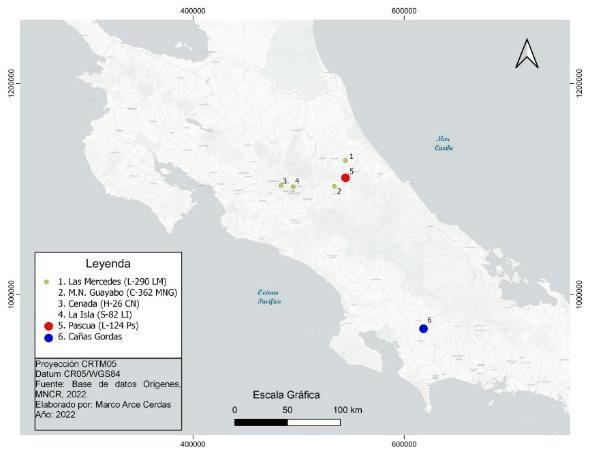 400000 600000
1200000 1200000
Mar
Caribe
1
5
3 4
2
Leyenda
1. Las Mercedes (L-290 LM)
2. M.N. Guayabo (C-362 MNG)
3. Cenada (H-26 CN)
4. La Isla (S-82 LI)
5. Pascua (L-124 Ps)
6. Cañas Gordas
Océano
Pacífico
1000000 1000000
6
Proyección CRTM05
Datum CR05/WGS84
Fuente: Base de datos Orígenes,
MNCR, 2022.
Elaborado por: Marco Arce Cerdas
Año: 2022
Escala Gráfica
0 50 100 km
400000 600000